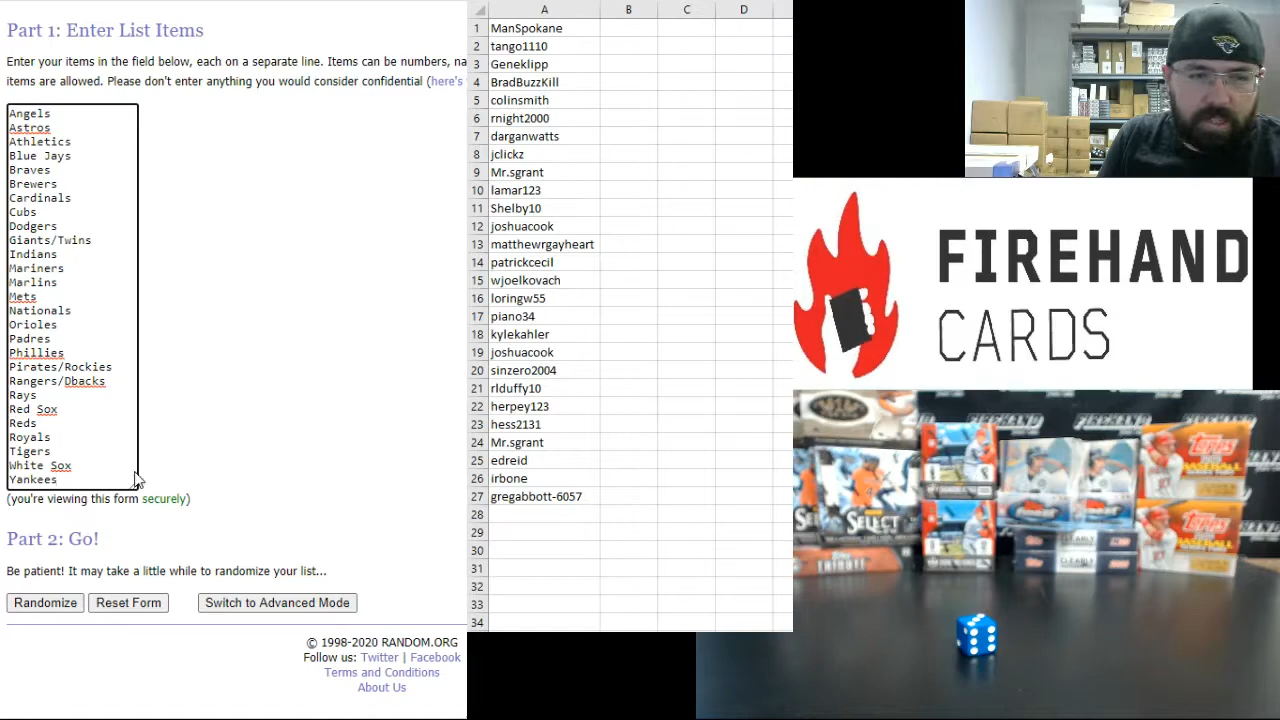 Part 1: Enter List Items
Enter your items in the field below, each on a separate line. Items can be numbers, na
items are allowed. Please don't enter anything you would consider confidential (here's
Angels
Astros
Athletics
Blue Jays
Braves
Brewers
Cardinals
Cubs
Dodgers
Giants/Twins
Indians
Mariners
Marlins
Mets
Nationals
Orioles
Padres
Phillies
Pirates/Rockies
Rangers/Dbacks
Rays
Red Sox
Reds
Royals
Tigers
White Sox
Yankees
(you're viewing this form securely)
Part 2: Go!
Be patient! It may take a little while to randomize your list...
Randomize Reset Form Switch to Advanced Mode
© 1998-2020 RANDOM.ORG
Follow us: Twitter | Facebook
Terms and Conditions
About Us
A B C D
1 ManSpokane
2 tango1110
3 Geneklipp
4 BradBuzzKill
5 colinsmith
6 rnight2000
7 darganwatts
8 jclickz
9 Mr.sgrant
10 lamar123
11 Shelby10
12 joshuacook
13 matthewrgayheart
14 patrickcecil
15 wjoelkovach
16 loringw55
17 piano34
18 kylekahler
19 joshuacook
20 sinzero2004
21 rlduffy10
22 herpey123
23 hess2131
24 Mr.sgrant
25 edreid
26 irbone
27 gregabbott-6057
28
29
30
31
32
33
34
FIREHAND
CARDS
FIREHAND
SELECT
Topps
BASEBALL
Topps
CLEARLY
CLEARLY
TRIBUTE